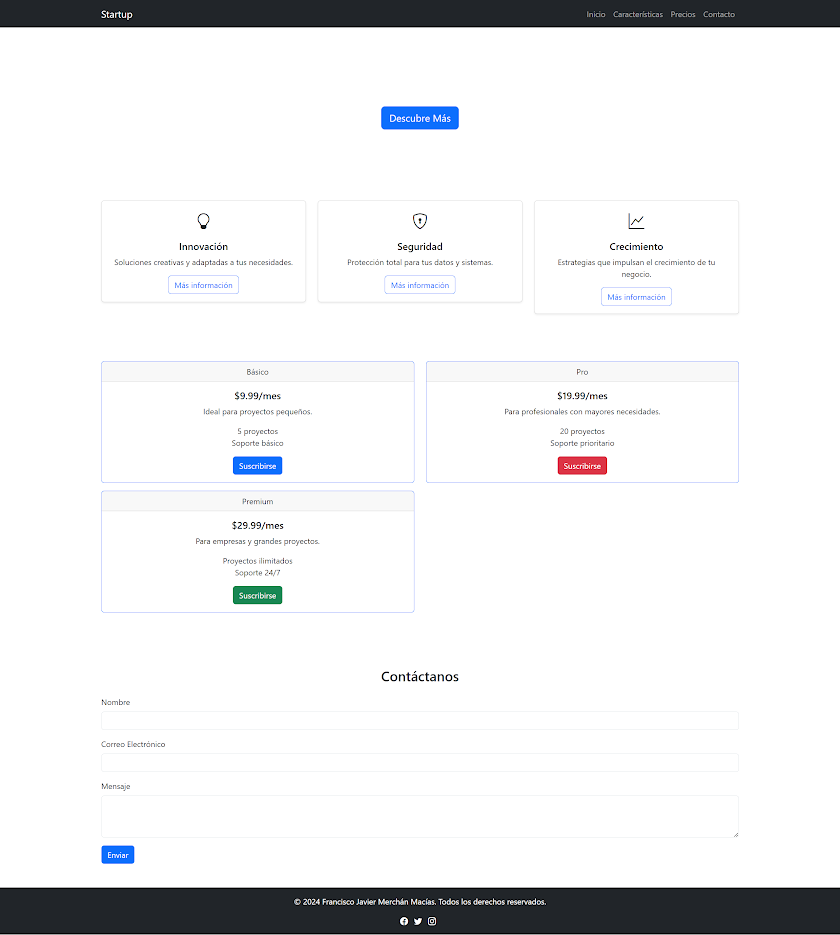 Startup
Inicio Características Precios Contacto
Descubre Más
Innovación
Soluciones creativas y adaptadas a tus necesidades.
Más información
Seguridad
Protección total para tus datos y sistemas.
Más información
Crecimiento
Estrategias que impulsan el crecimiento de tu
negocio.
Más información
Básico
$9.99/mes
Ideal para proyectos pequeños.
5 proyectos
Soporte básico
Suscribirse
Pro
$19.99/mes
Para profesionales con mayores necesidades.
20 proyectos
Soporte prioritario
Suscribirse
Premium
$29.99/mes
Para empresas y grandes proyectos.
Proyectos ilimitados
Soporte 24/7
Suscribirse
Contáctanos
Nombre
Correo Electrónico
Mensaje
Enviar
© 2024 Francisco Javier Merchán Macías. Todos los derechos reservados.